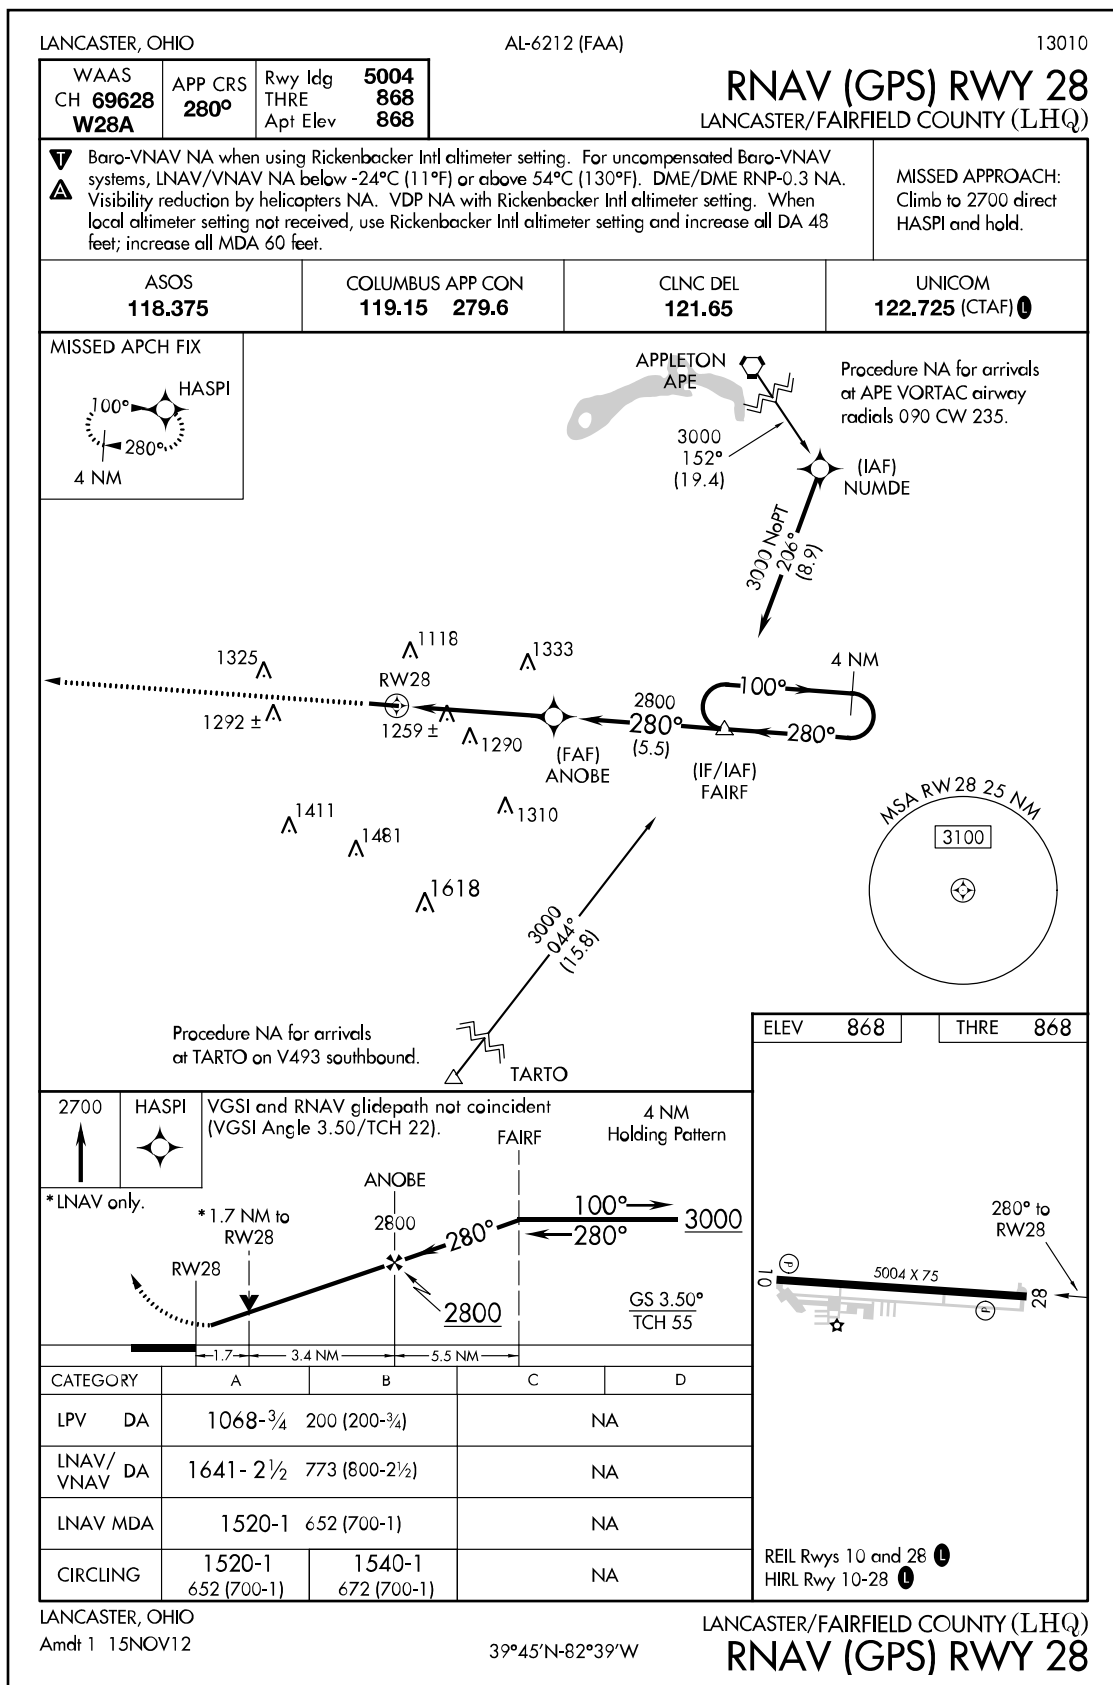 LANCASTER, OHIO
AL-6212 (FAA)
13010
WAAS
CH 69628
W28A
APP CRS
280°
Rwy ldg 5004
THRE 868
Apt Elev 868
RNAV (GPS) RWY 28
LANCASTER/FAIRFIELD COUNTY (LHQ)
T
A
Baro-VNAV NA when using Rickenbacker Intl altimeter setting. For uncompensated Baro-VNAV
systems, LNAV/VNAV NA below -24°C (11°F) or above 54°C (130°F). DME/DME RNP-0.3 NA.
Visibility reduction by helicopters NA. VDP NA with Rickenbacker Intl altimeter setting. When
local altimeter setting not received, use Rickenbacker Intl altimeter setting and increase all DA 48
feet; increase all MDA 60 feet.
MISSED APPROACH:
Climb to 2700 direct
HASPI and hold.
ASOS
118.375
COLUMBUS APP CON
119.15 279.6
CLNC DEL
121.65
UNICOM
122.725 (CTAF) L
MISSED APCH FIX
HASPI
100°
280°
4 NM
APPLETON
APE
3000
152°
(19.4)
Procedure NA for arrivals
at APE VORTAC airway
radials 090 CW 235.
(IAF)
NUMDE
3000 NoPT
206°
(8.9)
1325
1118
1333
RW28
1292 ±
1259 ±
1290
(FAF)
ANOBE
2800
280°
(5.5)
(IF/IAF)
FAIRF
4 NM
100°
280°
1411
1481
1310
1618
MSA RW 28 25 NM
3100
3000
044°
(15.8)
Procedure NA for arrivals
at TARTO on V493 southbound.
TARTO
ELEV 868
THRE 868
2700
HASPI
VGSI and RNAV glidepath not coincident
(VGSI Angle 3.50/TCH 22).
4 NM
Holding Pattern
FAIRF
ANOBE
*LNAV only.
*1.7 NM to
RW28
RW28
2800
280°
100°
280°
3000
2800
GS 3.50°
TCH 55
1.7
3.4 NM
5.5 NM
280° to
RW28
10
P
5004 X 75
P
28
CATEGORY A B C D
LPV DA 1068-¾ 200 (200-¾) NA
LNAV/
VNAV DA 1641-2½ 773 (800-2½) NA
LNAV MDA 1520-1 652 (700-1) NA
CIRCLING
1520-1
652 (700-1)
1540-1
672 (700-1)
NA
REIL Rwys 10 and 28 L
HIRL Rwy 10-28 L
LANCASTER, OHIO
Amdt 1 15NOV12
39°45'N-82°39'W
LANCASTER/FAIRFIELD COUNTY (LHQ)
RNAV (GPS) RWY 28